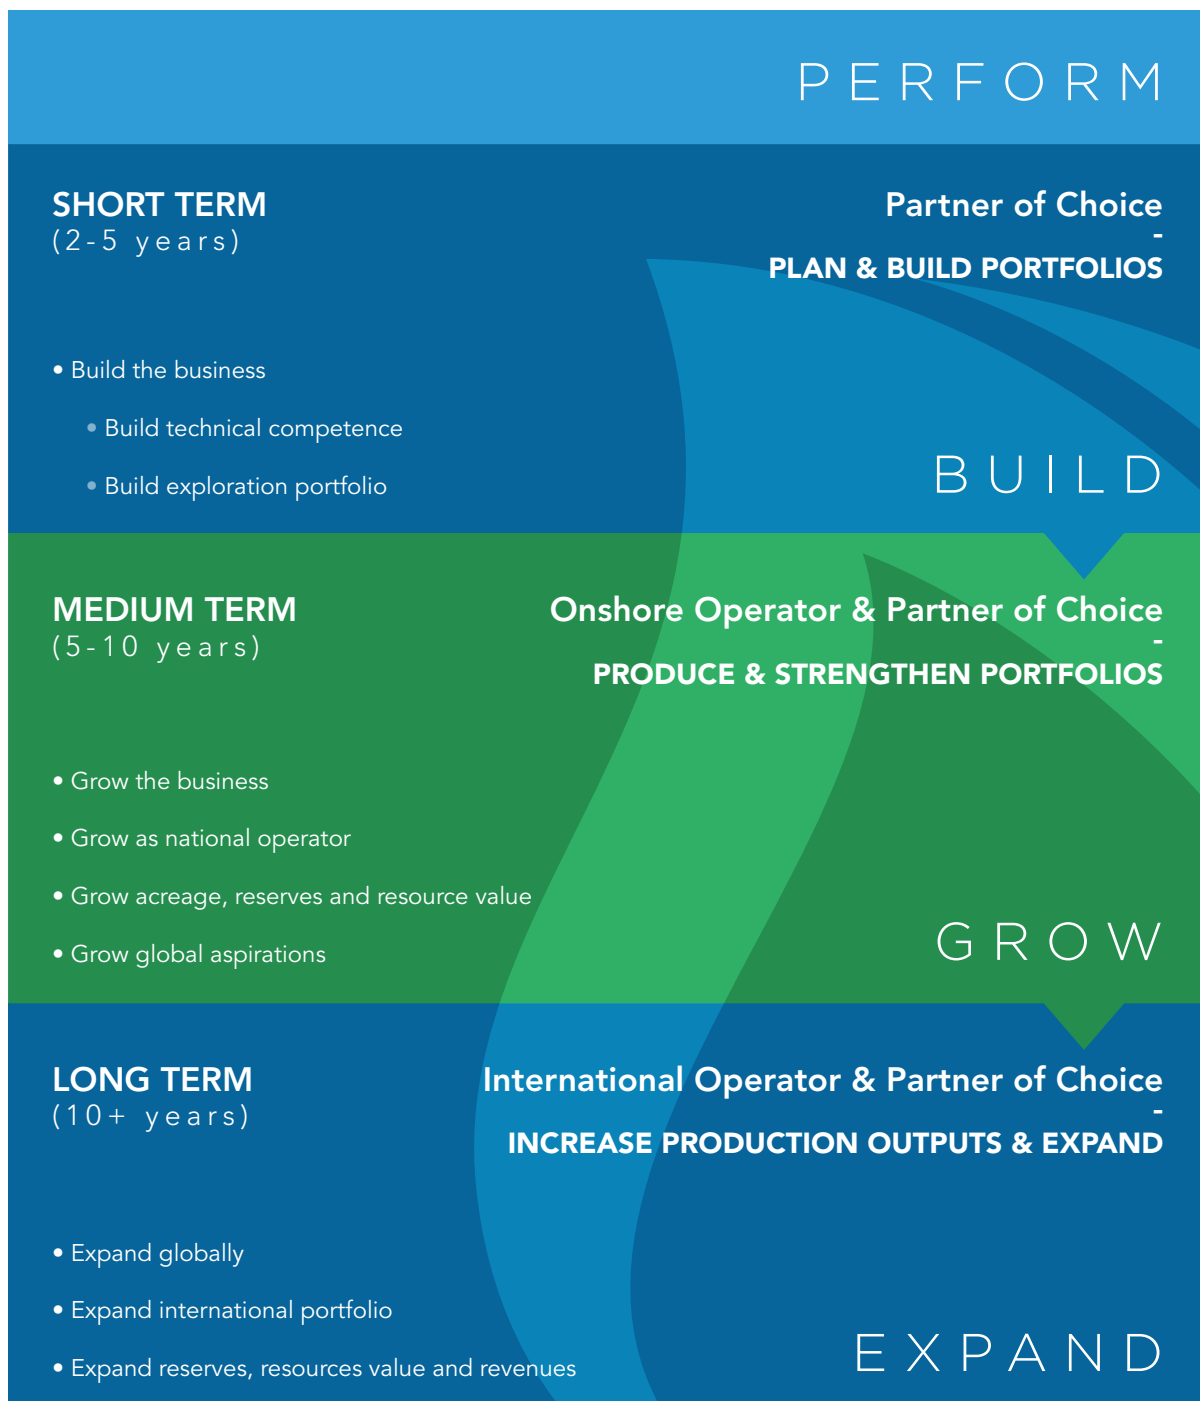 PERFORM
SHORT TERM
(2-5 years)
Partner of Choice
-
PLAN & BUILD PORTFOLIOS
• Build the business
• Build technical competence
• Build exploration portfolio
BUILD
MEDIUM TERM
(5-10 years)
Onshore Operator & Partner of Choice
-
PRODUCE & STRENGTHEN PORTFOLIOS
• Grow the business
• Grow as national operator
• Grow acreage, reserves and resource value
• Grow global aspirations
GROW
LONG TERM
(10+ years)
International Operator & Partner of Choice
-
INCREASE PRODUCTION OUTPUTS & EXPAND
• Expand globally
• Expand international portfolio
• Expand reserves, resources value and revenues
EXPAND